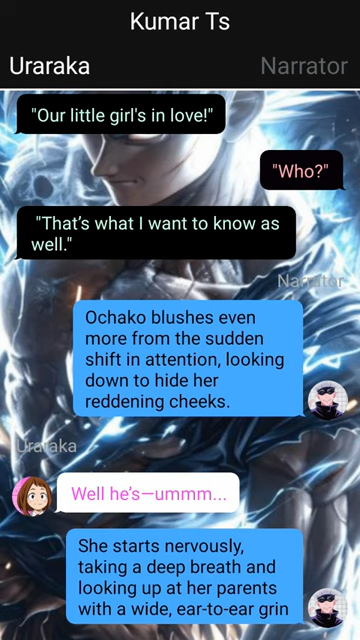 Kumar Ts
Uraraka
Narrator
"Our little girl's in love!"
"Who?"
"That's what I want to know as
well."
Narrator
Ochako blushes even
more from the sudden
shift in attention, looking
down to hide her
reddening cheeks.
Uraraka
Well he's—ummm...
She starts nervously,
taking a deep breath and
looking up at her parents
with a wide, ear-to-ear grin